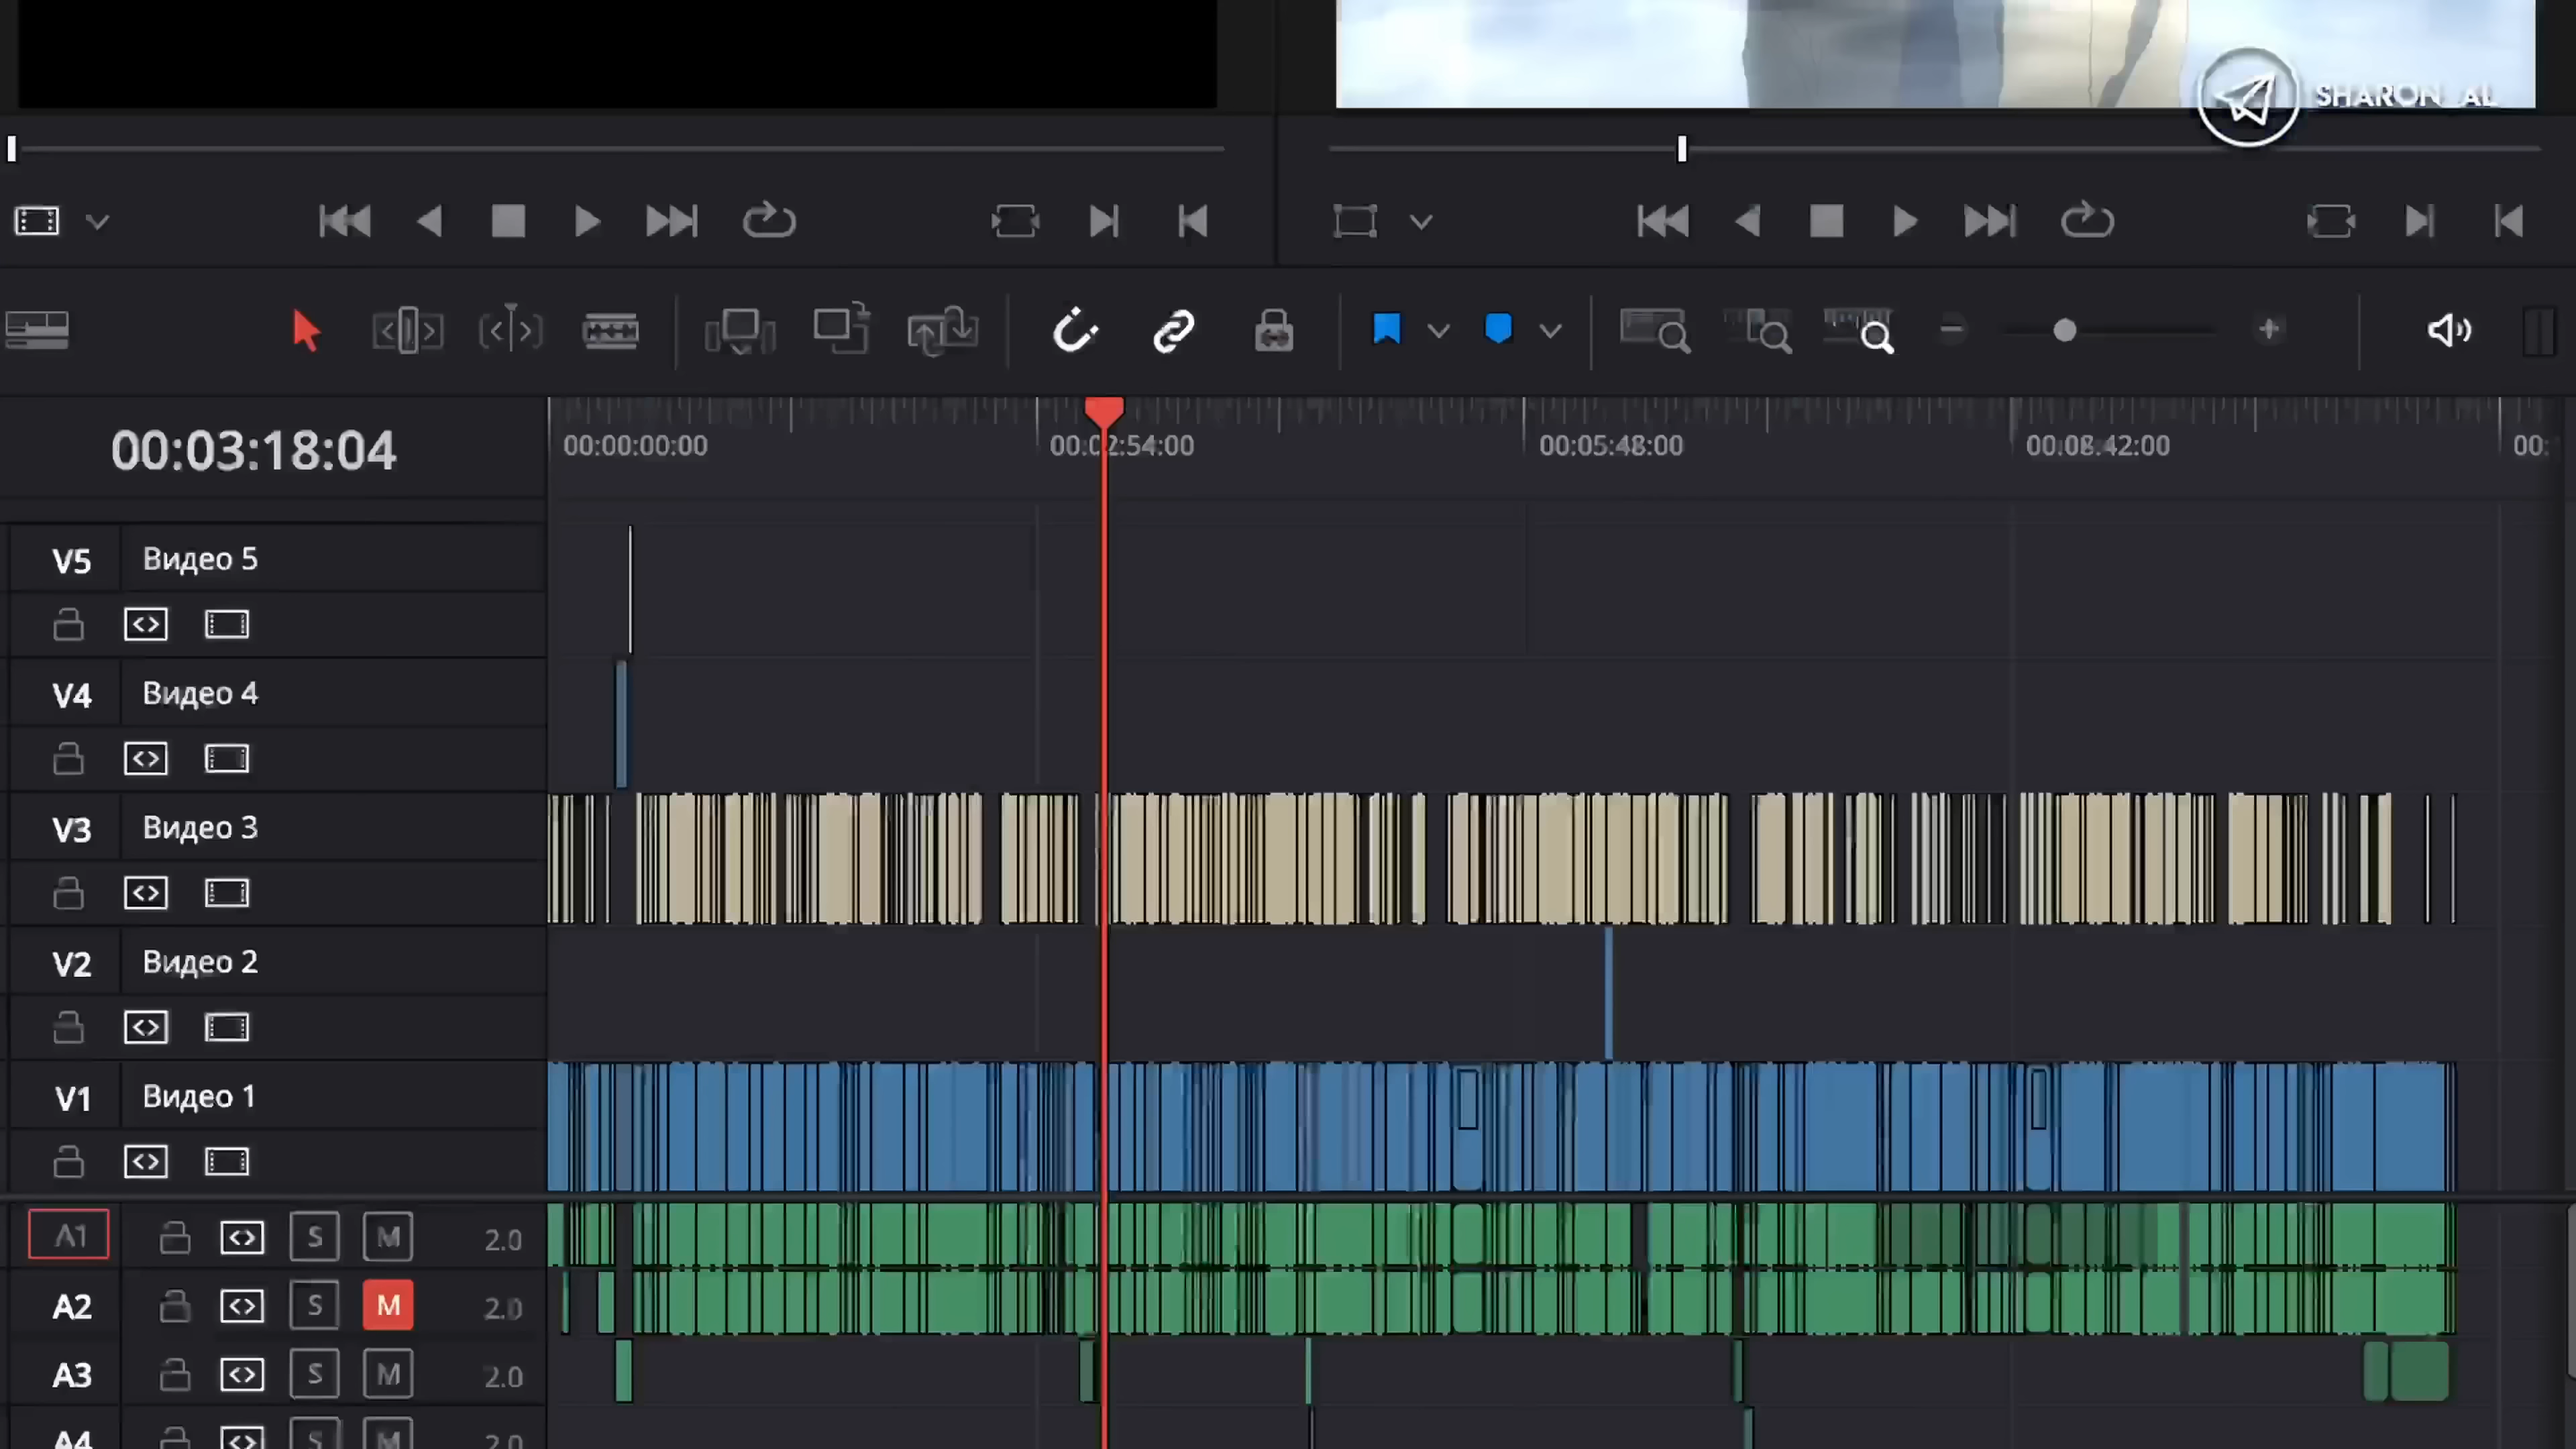 SHARON_AL
00:03:18:04
00:00:00:00
00:02:54:00
00:05:48:00
00:08:42:00
00:
V5 Видео 5
V4 Видео 4
V3 Видео 3
V2 Видео 2
V1 Видео 1
A1 S M 2.0
A2 S M 2.0
A3 S M 2.0
A4 S M 2.0